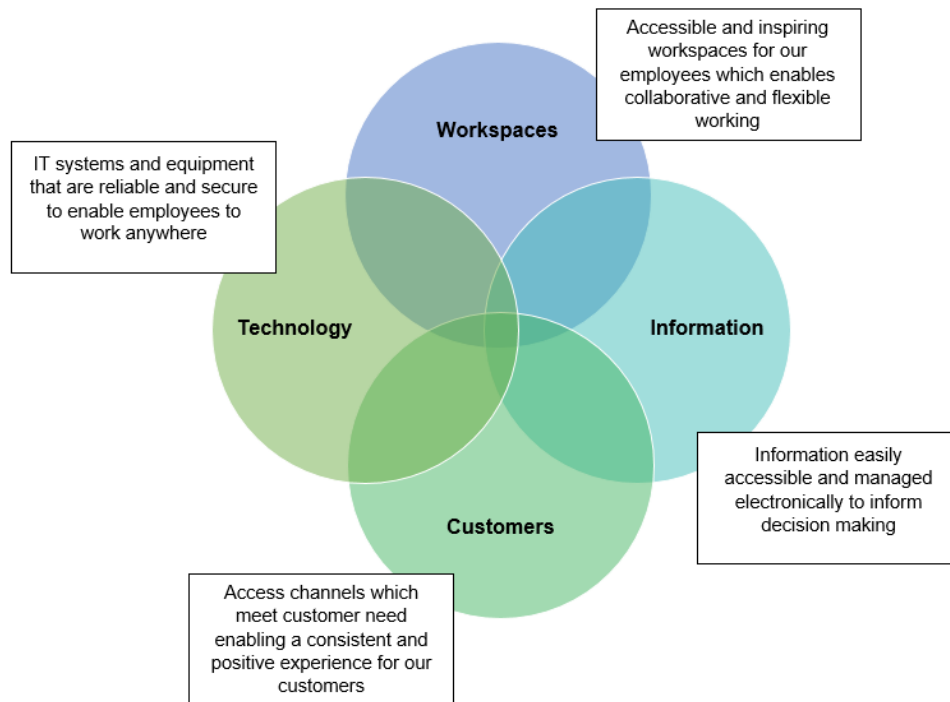 Accessible and inspiring
workspaces for our
employees which enables
collaborative and flexible
working
Workspaces
IT systems and equipment
that are reliable and secure
to enable employees to
work anywhere
Technology
Information
Information easily
accessible and managed
electronically to inform
decision making
Customers
Access channels which
meet customer need
enabling a consistent and
positive experience for our
customers